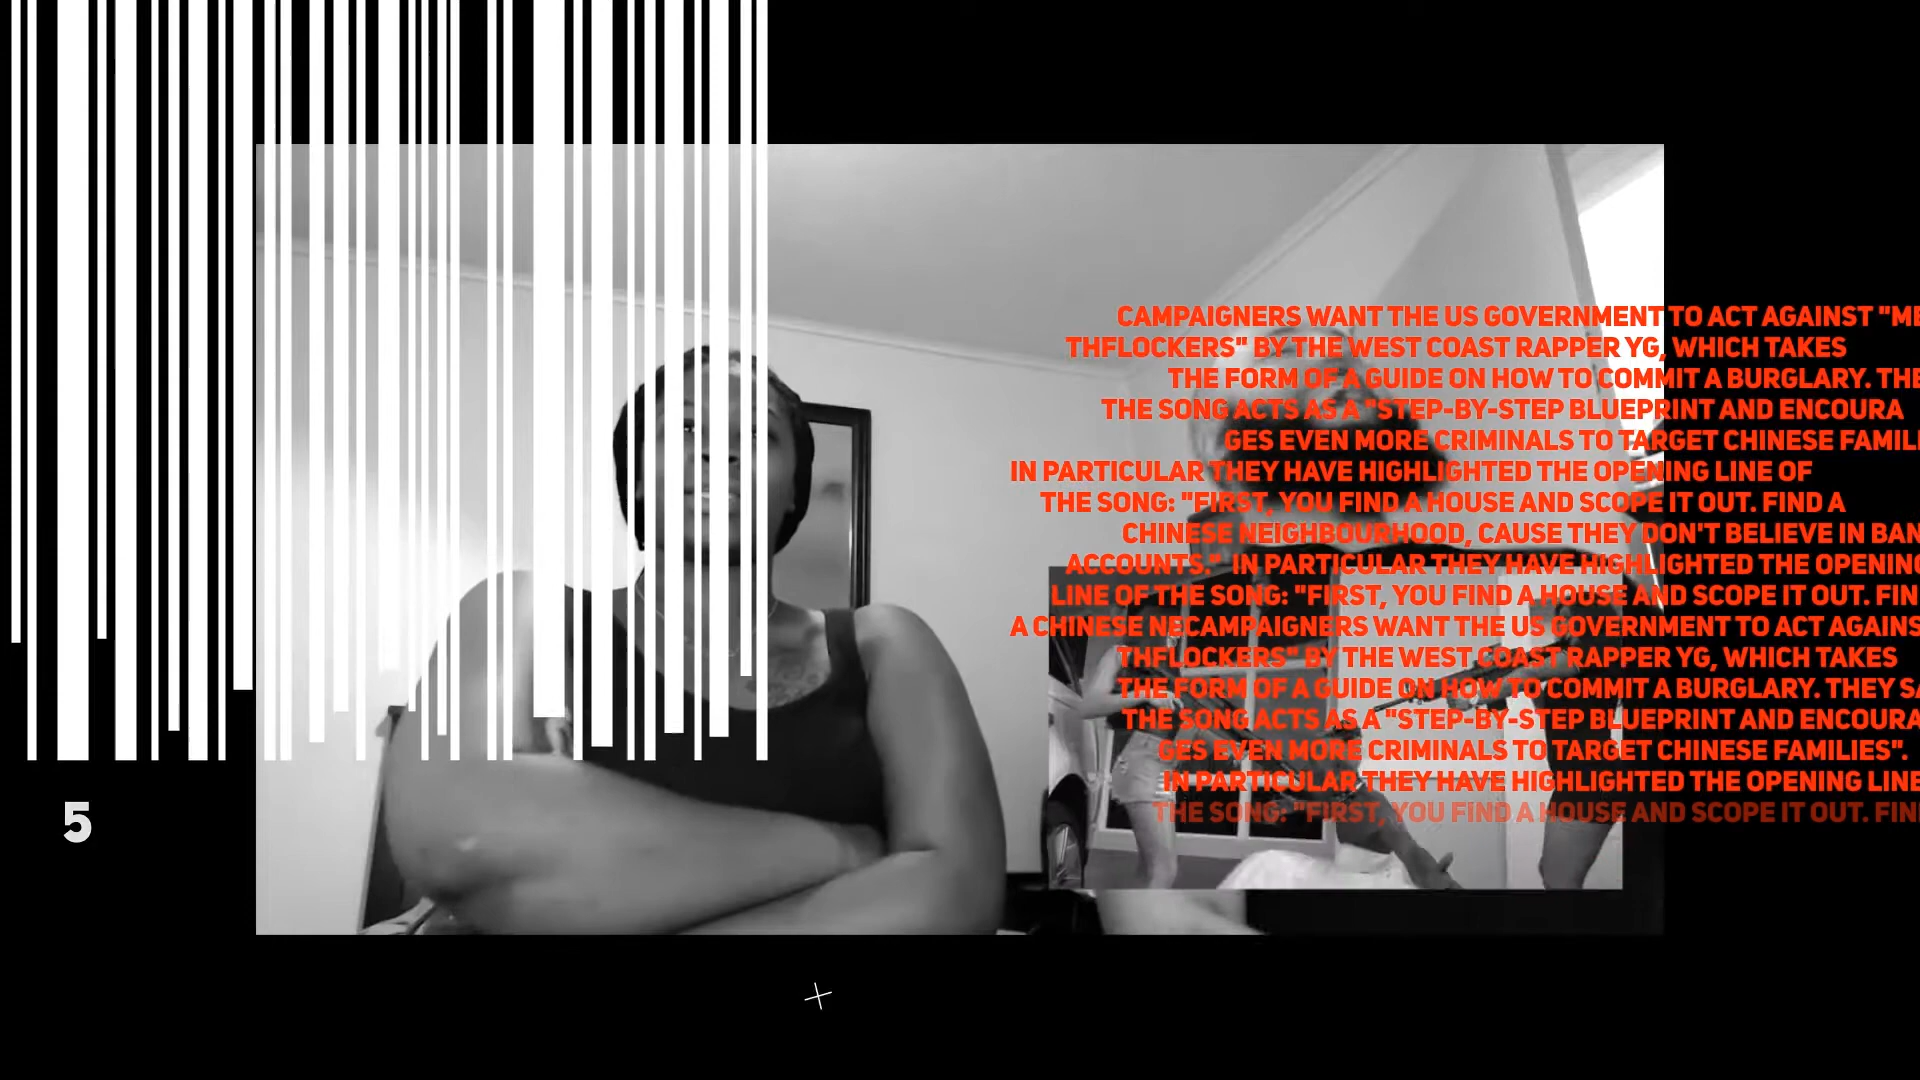 CAMPAIGNERS WANT THE US GOVERNMENT TO ACT AGAINST "ME
THFLOCKERS" BY THE WEST COAST RAPPER YG, WHICH TAKES
THE FORM OF A GUIDE ON HOW TO COMMIT A BURGLARY. THE
THE SONG ACTS AS A "STEP-BY-STEP BLUEPRINT AND ENCOURA
GES EVEN MORE CRIMINALS TO TARGET CHINESE FAMILI
IN PARTICULAR THEY HAVE HIGHLIGHTED THE OPENING LINE OF
THE SONG: "FIRST, YOU FIND A HOUSE AND SCOPE IT OUT. FIND A
CHINESE NEIGHBOURHOOD, CAUSE THEY DON'T BELIEVE IN BAN
ACCOUNTS." IN PARTICULAR THEY HAVE HIGHLIGHTED THE OPENING
LINE OF THE SONG: "FIRST, YOU FIND A HOUSE AND SCOPE IT OUT. FIN
A CHINESE NECAMPAIGNERS WANT THE US GOVERNMENT TO ACT AGAINS
THFLOCKERS" BY THE WEST COAST RAPPER YG, WHICH TAKES
THE FORM OF A GUIDE ON HOW TO COMMIT A BURGLARY. THEY SA
THE SONG ACTS AS A "STEP-BY-STEP BLUEPRINT AND ENCOURA
GES EVEN MORE CRIMINALS TO TARGET CHINESE FAMILIES".
IN PARTICULAR THEY HAVE HIGHLIGHTED THE OPENING LINE
THE SONG: "FIRST, YOU FIND A HOUSE AND SCOPE IT OUT. FIN
5